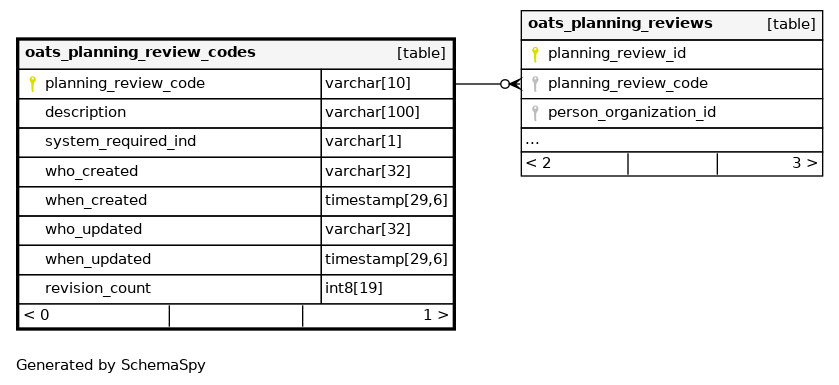 oats_planning_review_codes [table]
planning_review_code varchar[10]
description varchar[100]
system_required_ind varchar[1]
who_created varchar[32]
when_created timestamp[29,6]
who_updated varchar[32]
when_updated timestamp[29,6]
revision_count int8[19]
< 0 1 >
oats_planning_reviews [table]
planning_review_id
planning_review_code
person_organization_id
...
< 2 3 >
Generated by SchemaSpy